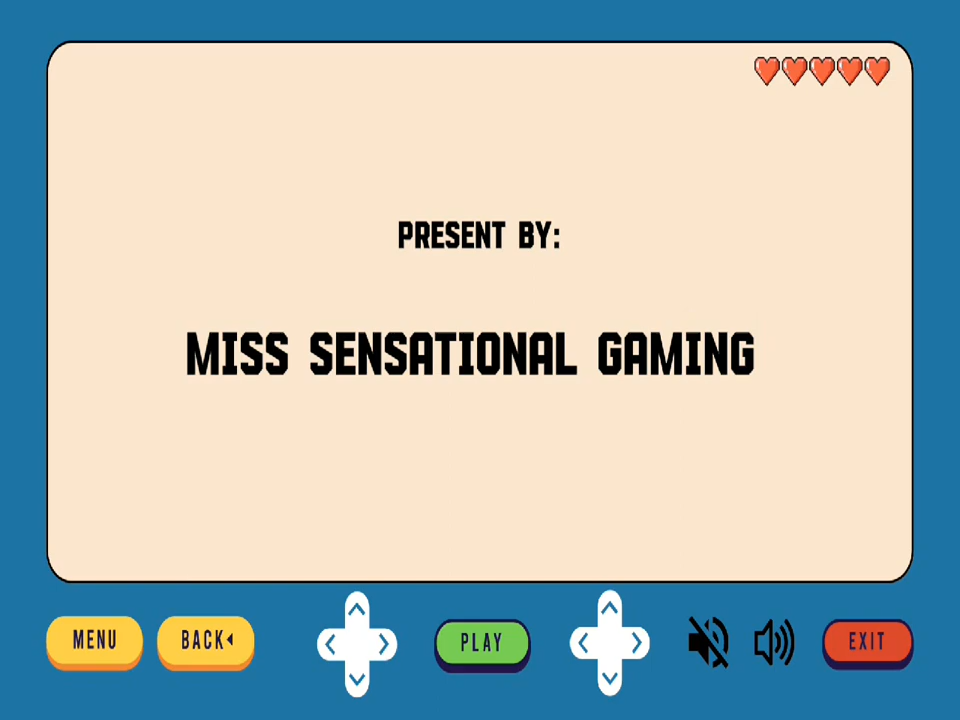 PRESENT BY:
MISS SENSATIONAL GAMING
MENU
BACK
PLAY
EXIT